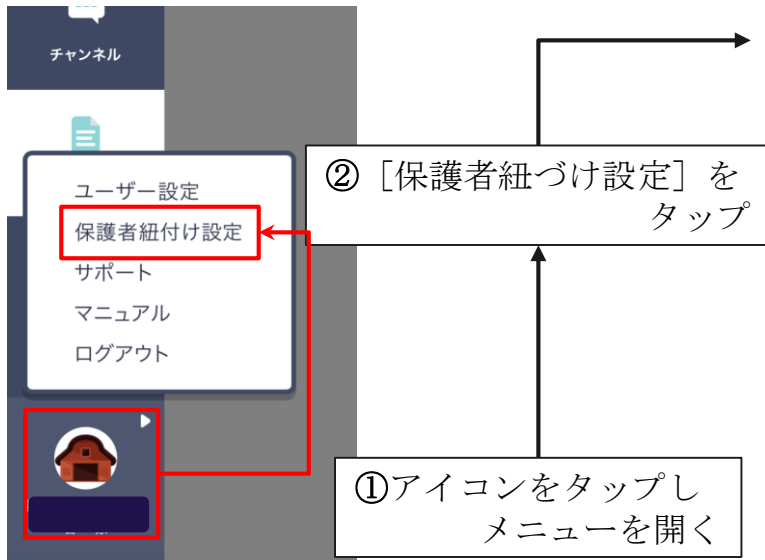 チャンネル
ユーザー設定
保護者紐付け設定
サポート
マニュアル
ログアウト
②［保護者紐づけ設定］を
タップ
①アイコンをタップし
メニューを開く